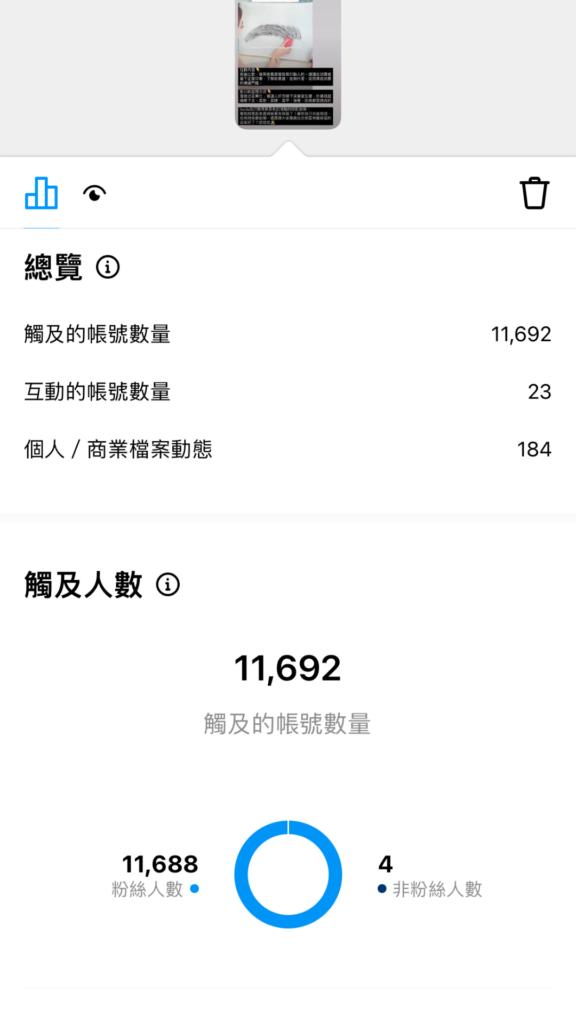 總覽
觸及的帳號數量 11,692
互動的帳號數量 23
個人 / 商業檔案動態 184
觸及人數
11,692
觸及的帳號數量
11,688
粉絲人數
4
非粉絲人數